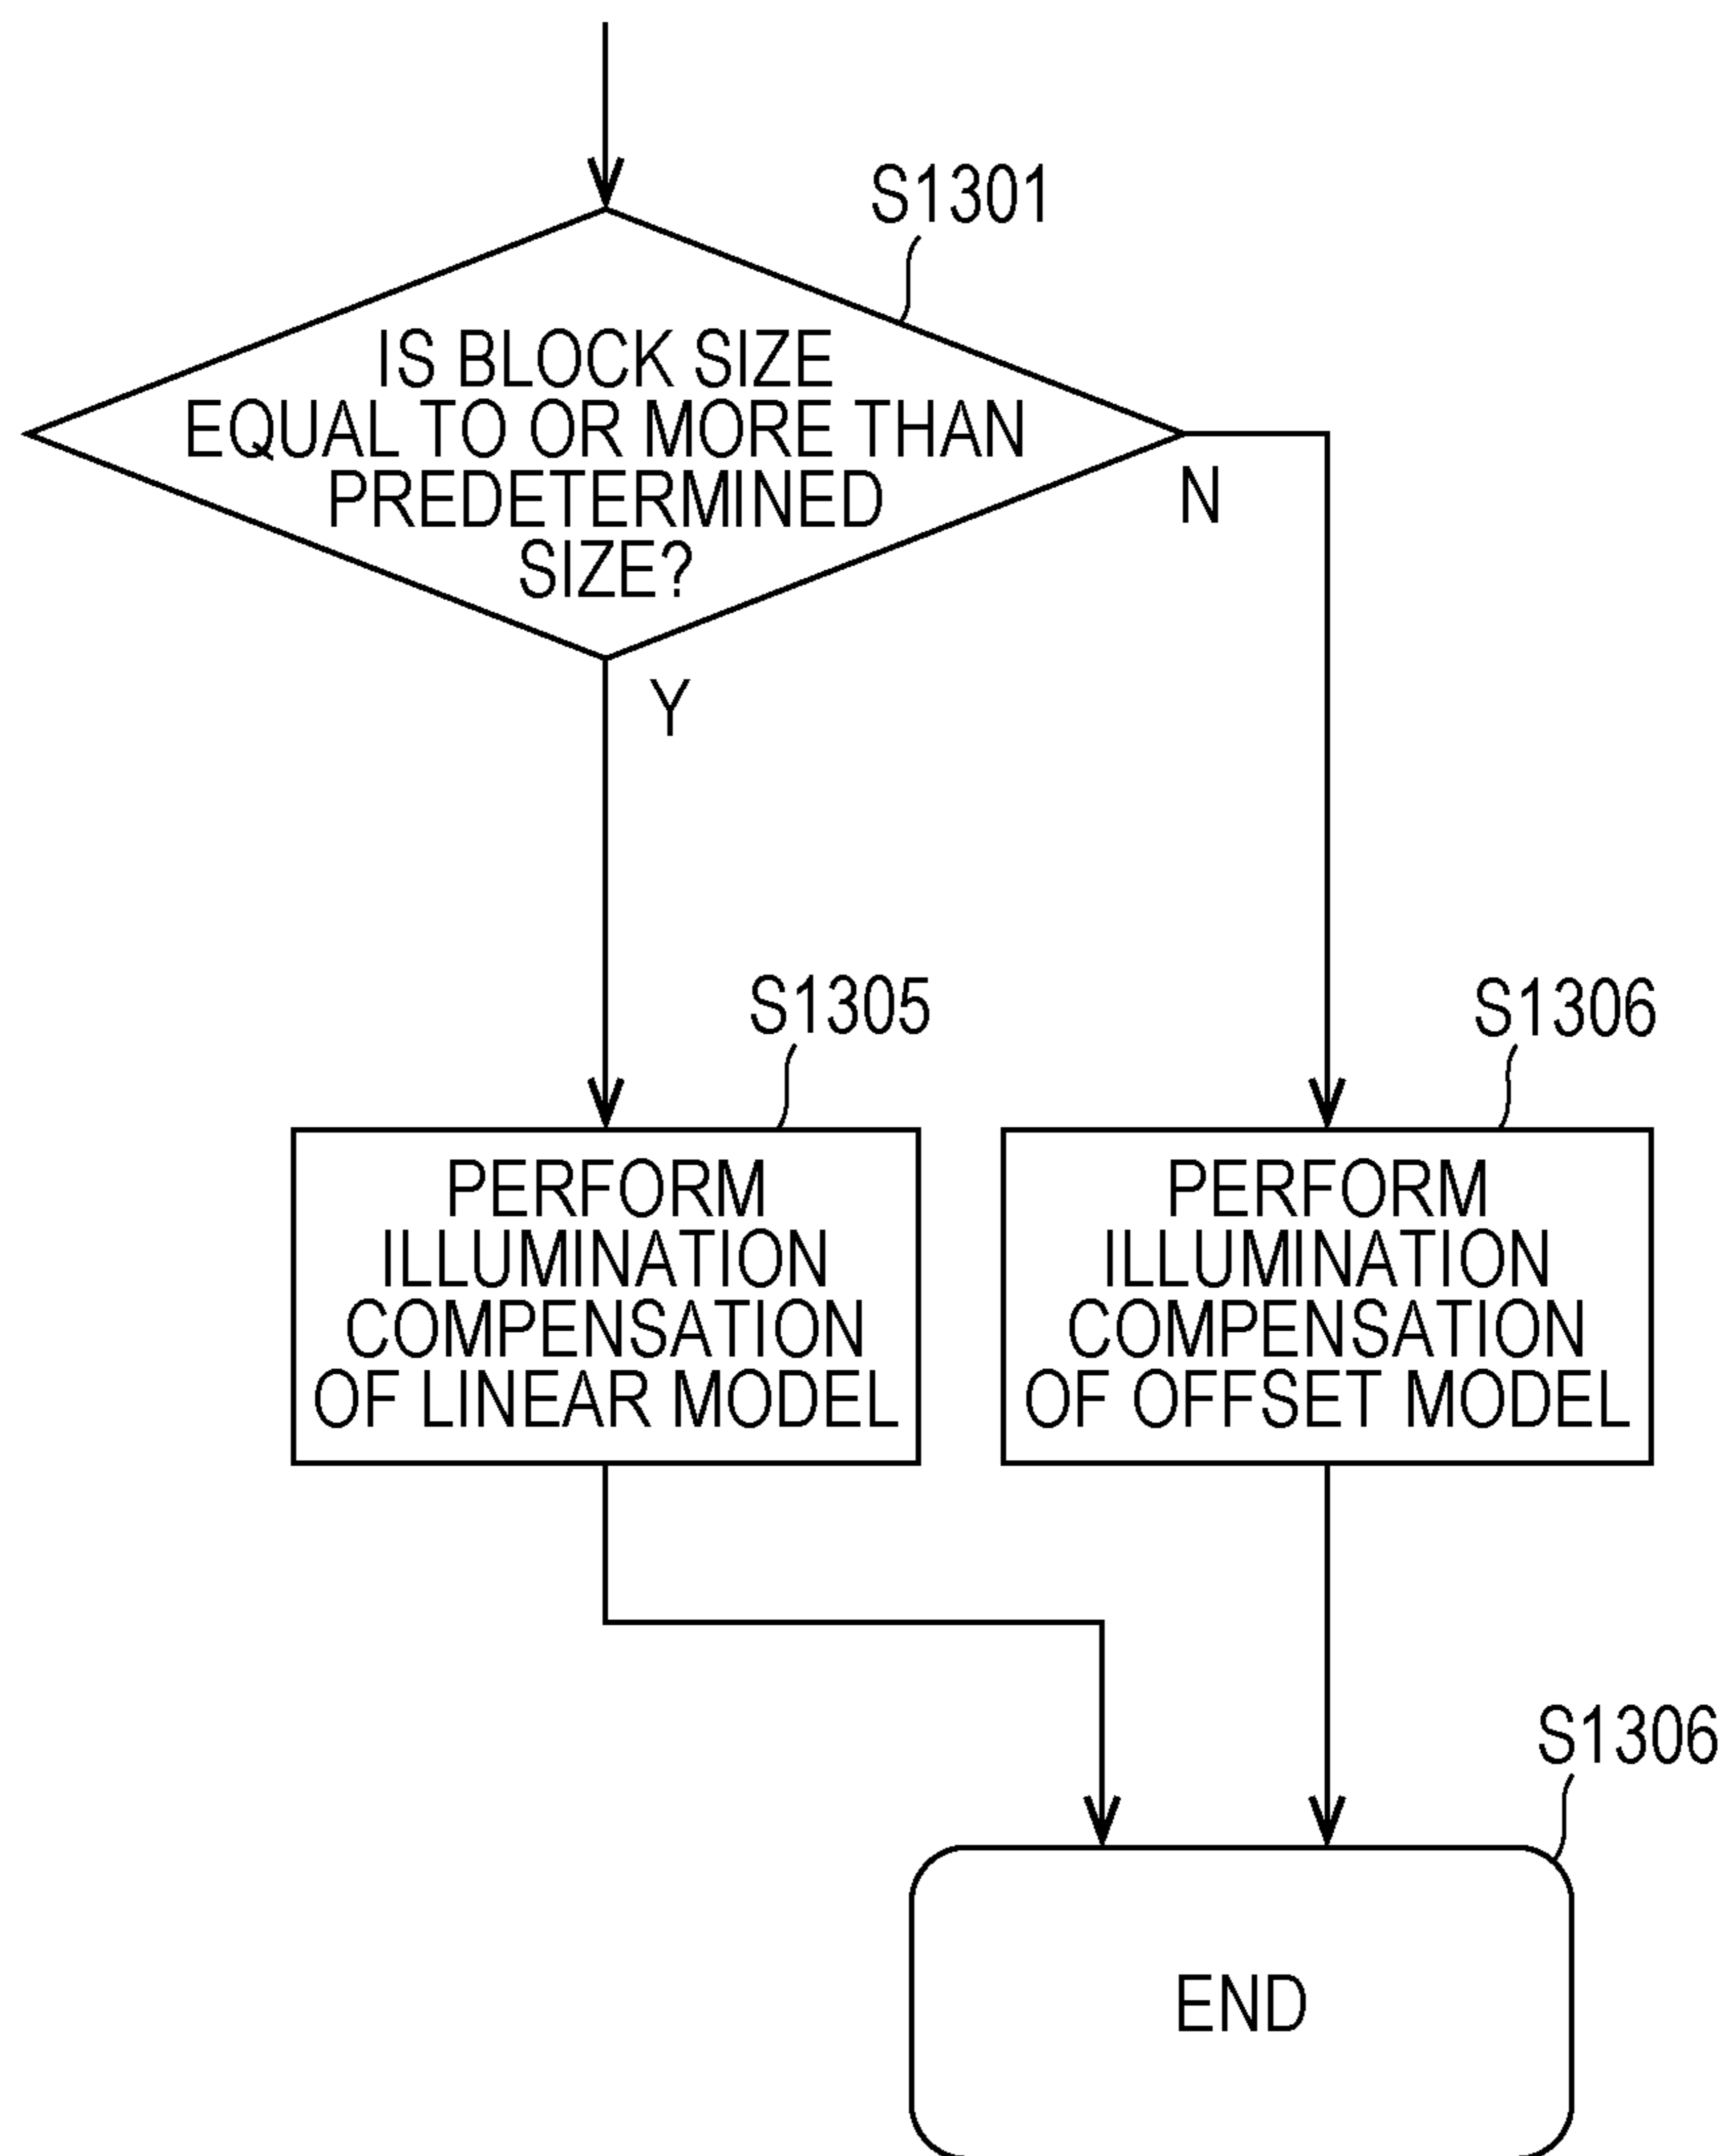 S1301
IS BLOCK SIZE
EQUAL TO OR MORE THAN
PREDETERMINED
SIZE?
N
Y
S1305
PERFORM
ILLUMINATION
COMPENSATION
OF LINEAR MODEL
S1306
PERFORM
ILLUMINATION
COMPENSATION
OF OFFSET MODEL
S1306
END